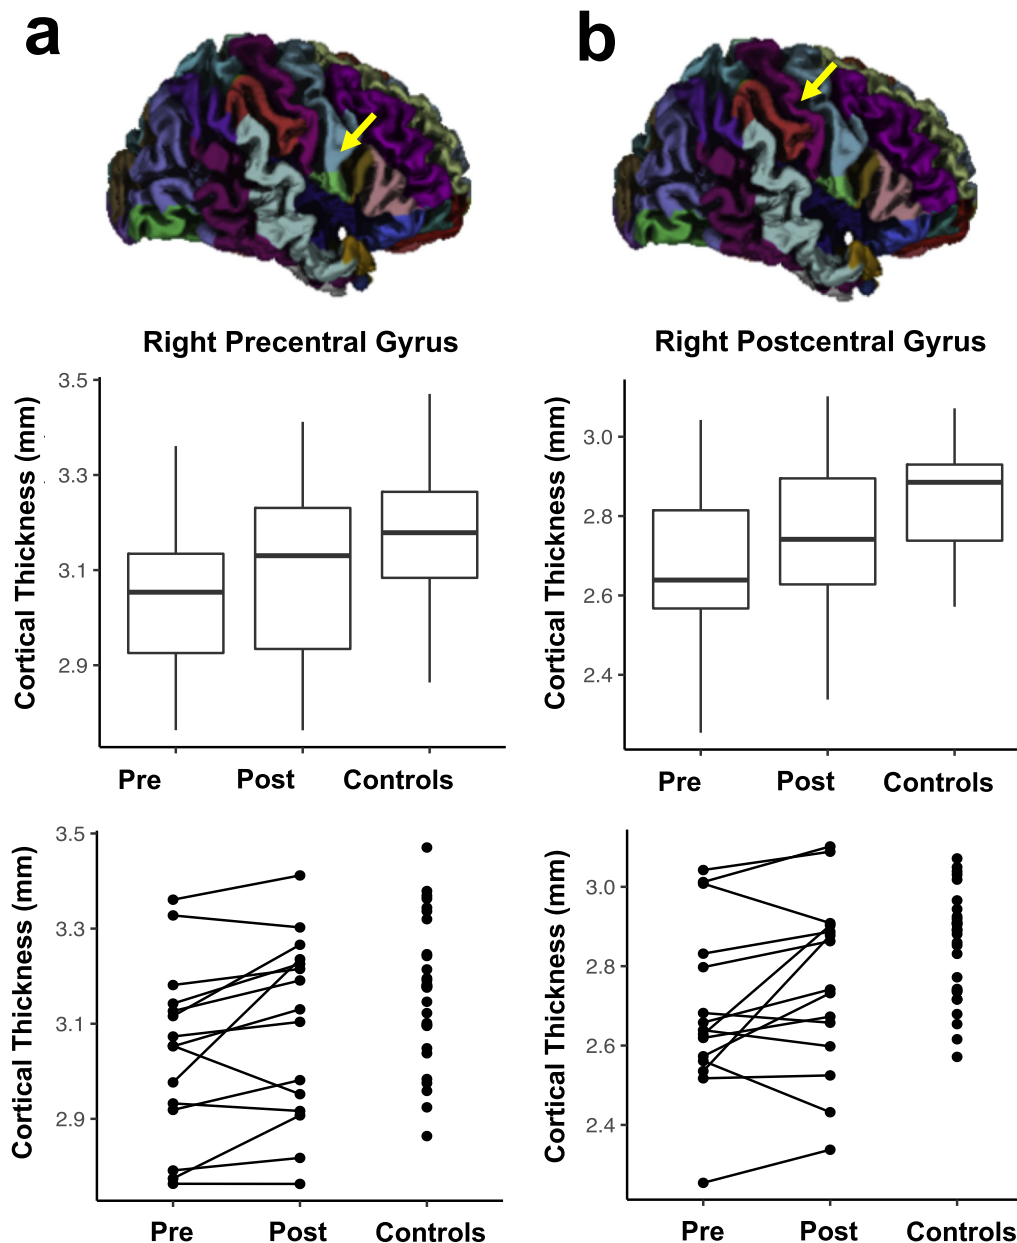 a
b
Right Precentral Gyrus
Right Postcentral Gyrus
Cortical Thickness (mm)
3.5
3.3
3.1
2.9
Pre Post Controls
Cortical Thickness (mm)
3.0
2.8
2.6
2.4
Pre Post Controls
Cortical Thickness (mm)
3.5
3.3
3.1
2.9
Pre Post Controls
Cortical Thickness (mm)
3.0
2.8
2.6
2.4
Pre Post Controls